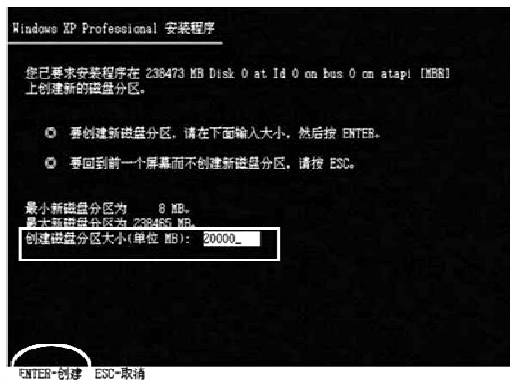 Windows XP Professional 安装程序
您已要求安装程序在 238473 MB Disk 0 at Id 0 on bus 0 on atapi [MBR]
上创建新的磁盘分区。
要创建新磁盘分区，请在下面输入大小，然后按 ENTER。
要回到前一个屏幕而不创建新磁盘分区，请按 ESC。
最小新磁盘分区为 8 MB。
最大新磁盘分区为 238465 MB。
创建磁盘分区大小(单位 MB): 20000_
ENTER=创建 ESC=取消